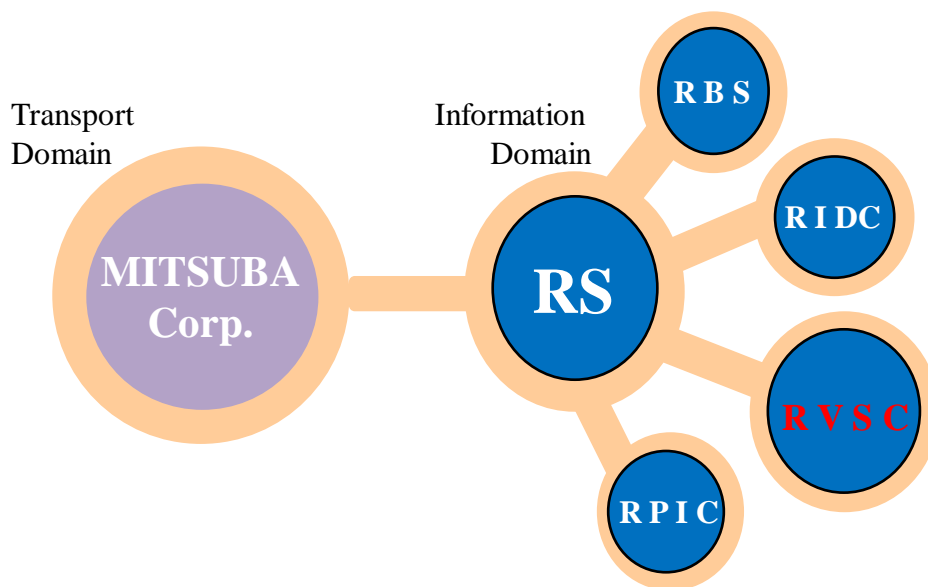 Transport
Domain
Information
Domain
MITSUBA
Corp.
RS
R B S
R I DC
R V S C
R P I C